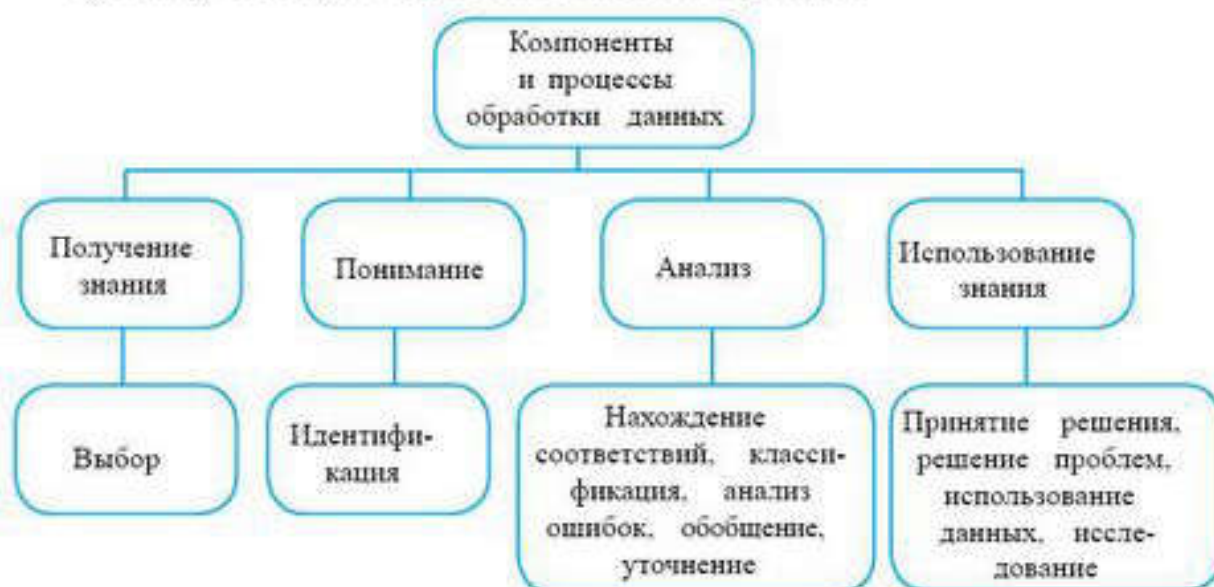 Компоненты
и процессы
обработки данных
Получение
знания
Понимание
Анализ
Использование
знания
Выбор
Идентифи-
кация
Нахождение
соответствий, класси-
фикация, анализ
ошибок, обобщение,
уточнение
Принятие решения,
решение проблем,
использование
данных, иссле-
дование